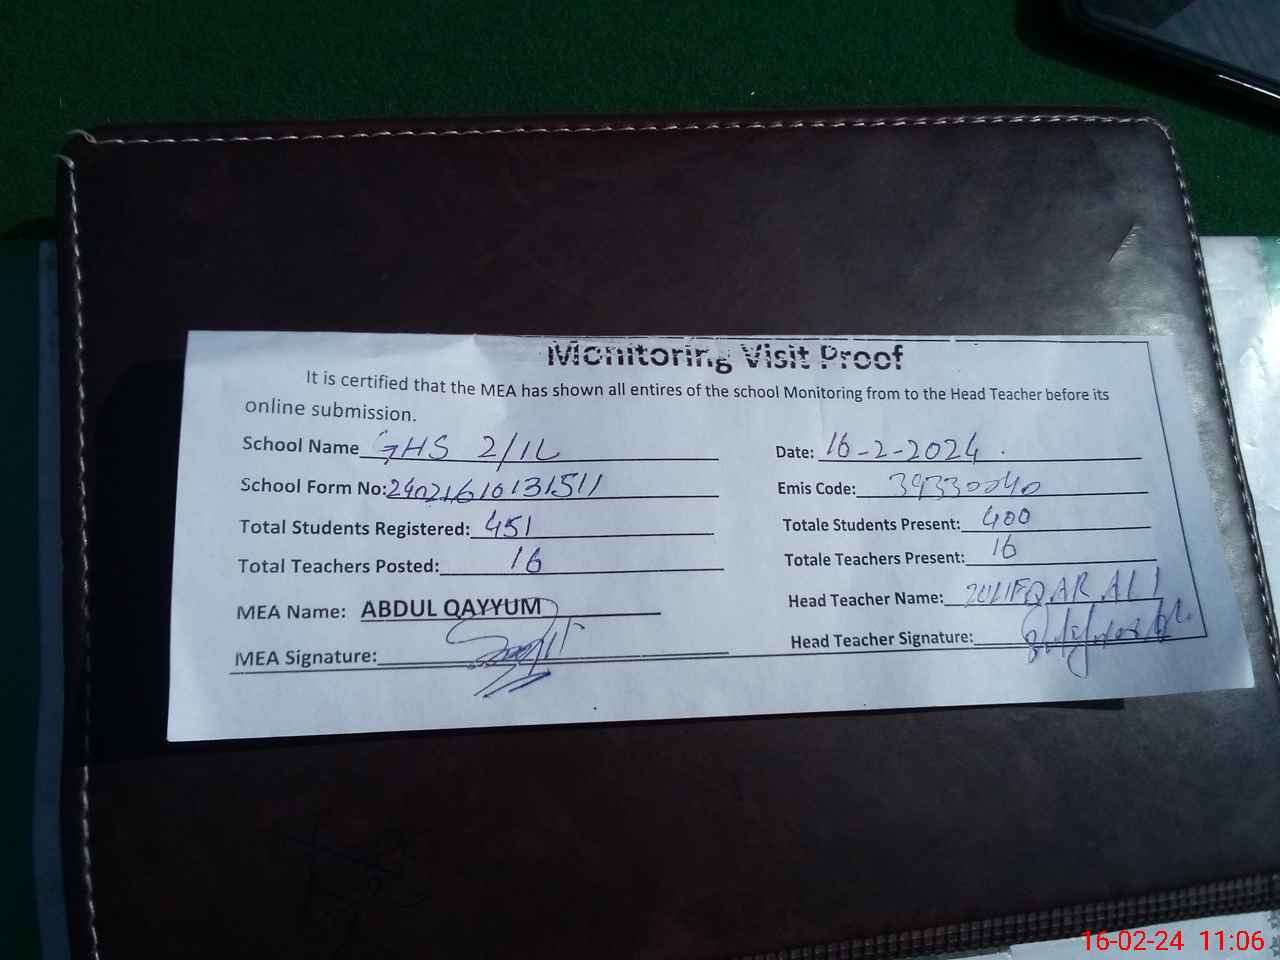 Monitoring Visit Proof
It is certified that the MEA has shown all entires of the school Monitoring from to the Head Teacher before its
online submission.
School Name GHS 2/1L Date: 16-2-2024
School Form No: Emis Code: 39330040
Total Students Registered: 451 Totale Students Present: 400
Total Teachers Posted: 16 Totale Teachers Present: 16
MEA Name: ABDUL QAYYUM Head Teacher Name: ZULIFQAR ALI
MEA Signature: Head Teacher Signature:
16-02-24 11:06